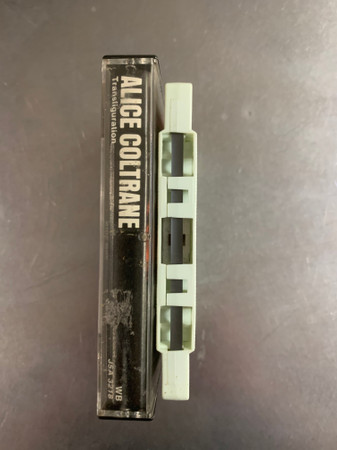 ALICE COLTRANE
Transfiguration
WB
J5A 3218